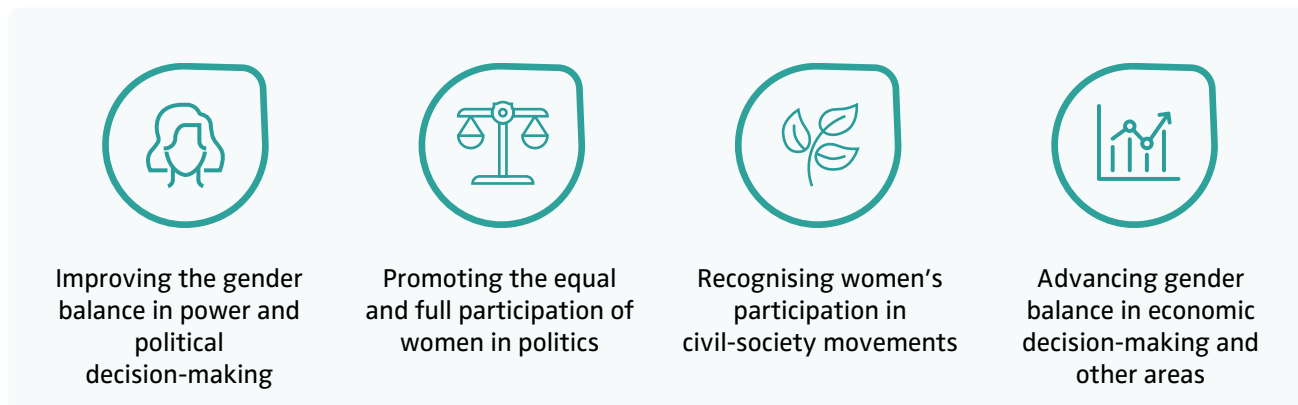 Improving the gender
balance in power and
political
decision-making
Promoting the equal
and full participation of
women in politics
Recognising women’s
participation in
civil-society movements
Advancing gender
balance in economic
decision-making and
other areas